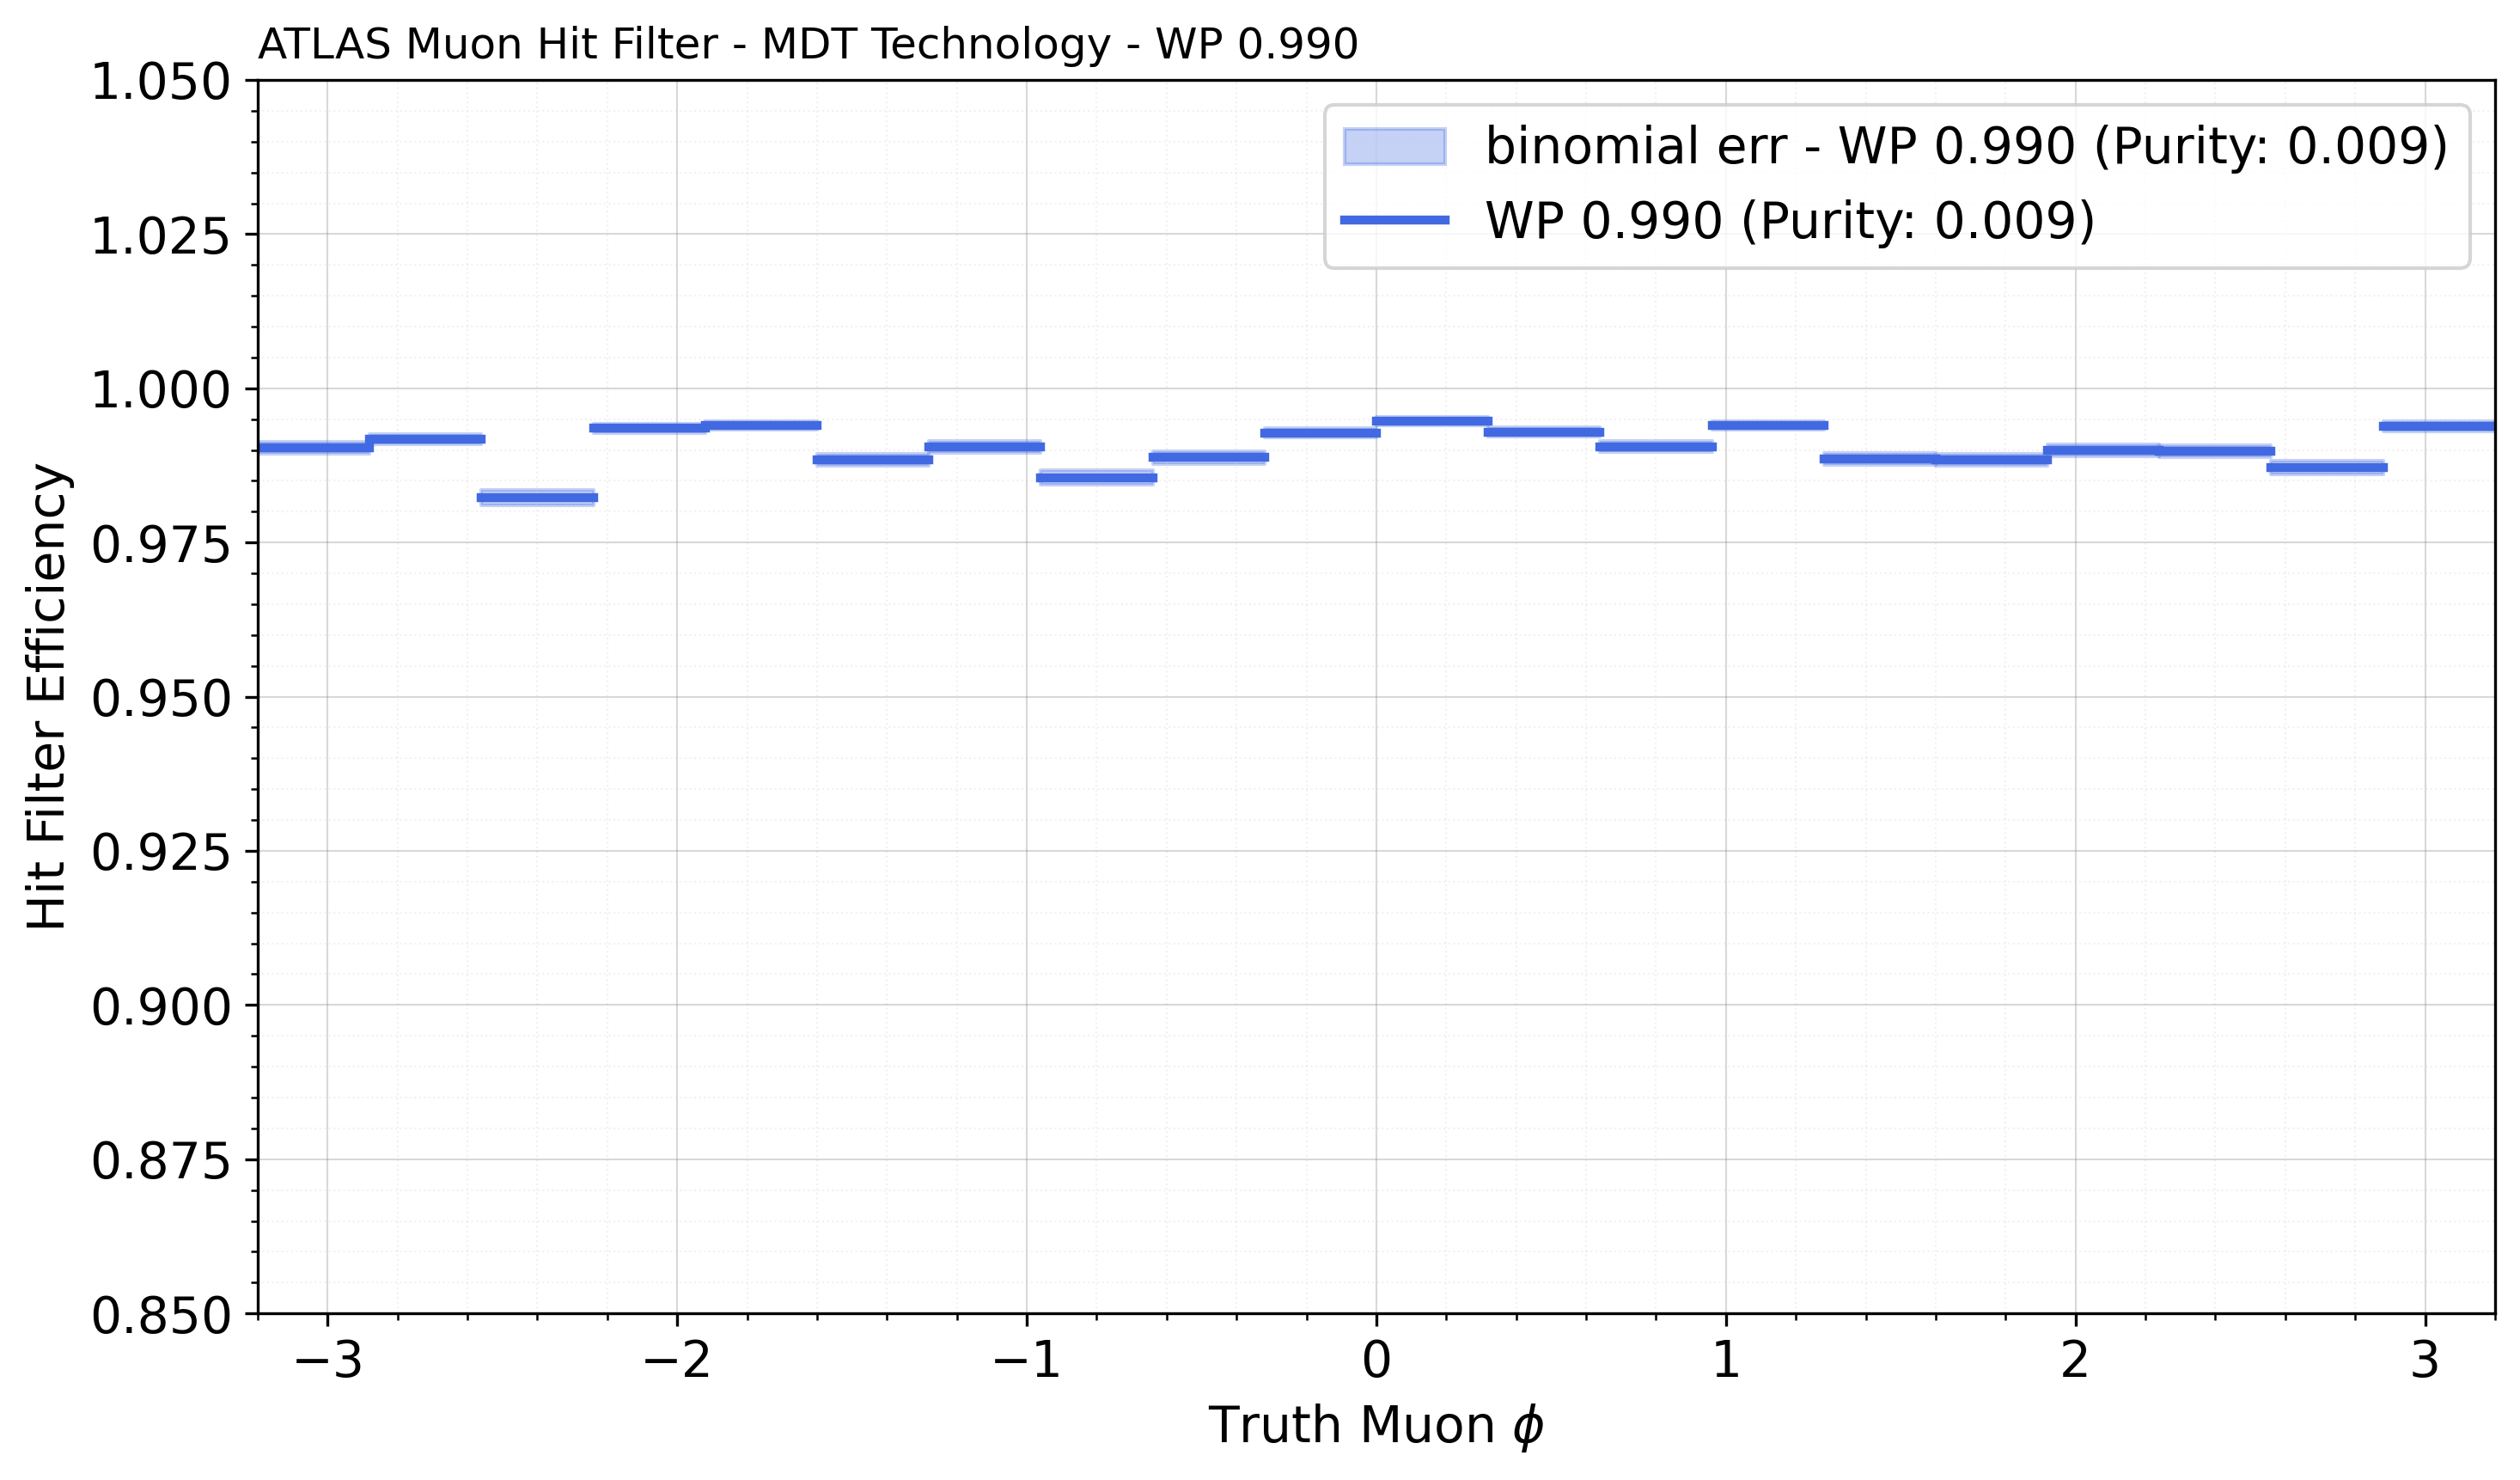 ATLAS Muon Hit Filter - MDT Technology - WP 0.990
1.050
1.025
1.000
0.975
0.950
0.925
0.900
0.875
0.850
Hit Filter Efficiency
binomial err - WP 0.990 (Purity: 0.009)
WP 0.990 (Purity: 0.009)
−3 −2 −1 0 1 2 3
Truth Muon ϕ